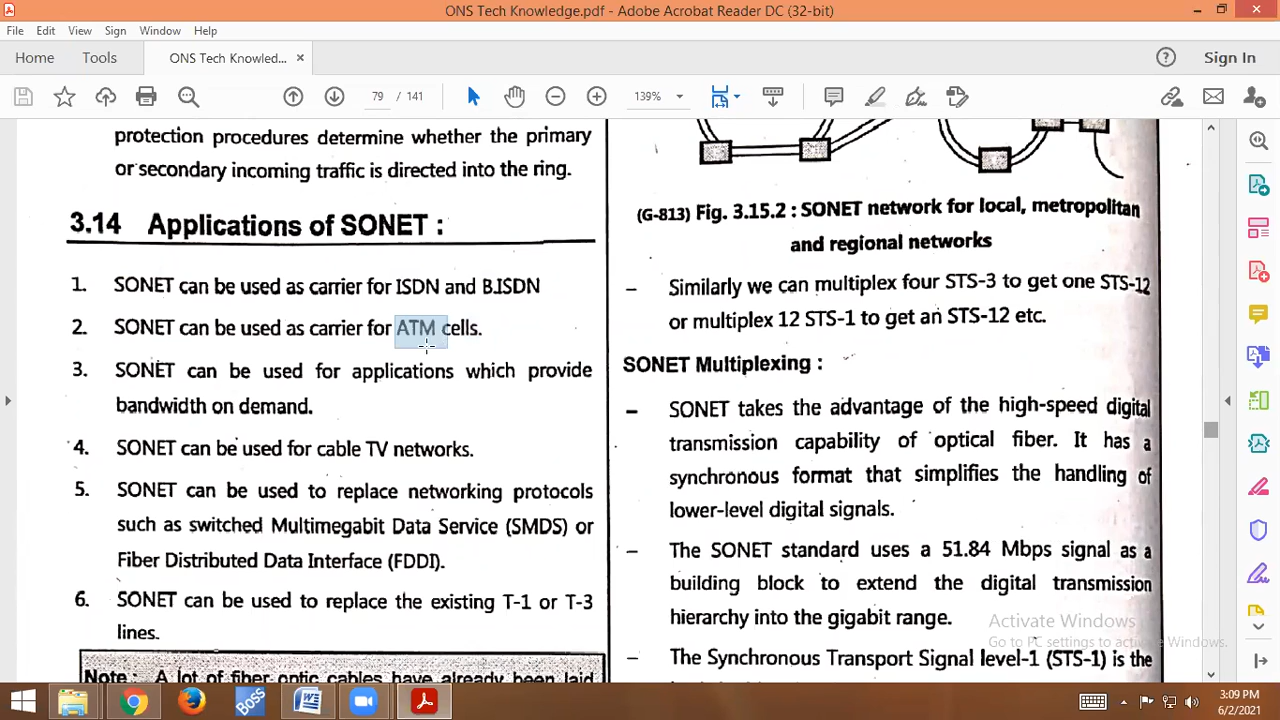 ONS Tech Knowledge.pdf - Adobe Acrobat Reader DC (32-bit)
File Edit View Sign Window Help
Home Tools ONS Tech Knowled... × Sign In
79 / 141 139%
protection procedures determine whether the primary
or secondary incoming traffic is directed into the ring.
3.14 Applications of SONET :
1. SONET can be used as carrier for ISDN and B.ISDN
2. SONET can be used as carrier for ATM cells.
3. SONET can be used for applications which provide
bandwidth on demand.
4. SONET can be used for cable TV networks.
5. SONET can be used to replace networking protocols
such as switched Multimegabit Data Service (SMDS) or
Fiber Distributed Data Interface (FDDI).
6. SONET can be used to replace the existing T-1 or T-3
lines.
Note : A lot of fiber optic cables have already been laid
(G-813) Fig. 3.15.2 : SONET network for local, metropolitan
and regional networks
– Similarly we can multiplex four STS-3 to get one STS-12
or multiplex 12 STS-1 to get an STS-12 etc.
SONET Multiplexing :
– SONET takes the advantage of the high-speed digital
transmission capability of optical fiber. It has a
synchronous format that simplifies the handling of
lower-level digital signals.
– The SONET standard uses a 51.84 Mbps signal as a
building block to extend the digital transmission
hierarchy into the gigabit range.
– The Synchronous Transport Signal level-1 (STS-1) is the
Activate Windows
Go to PC settings to activate Windows.
BOSS
3:09 PM
6/2/2021